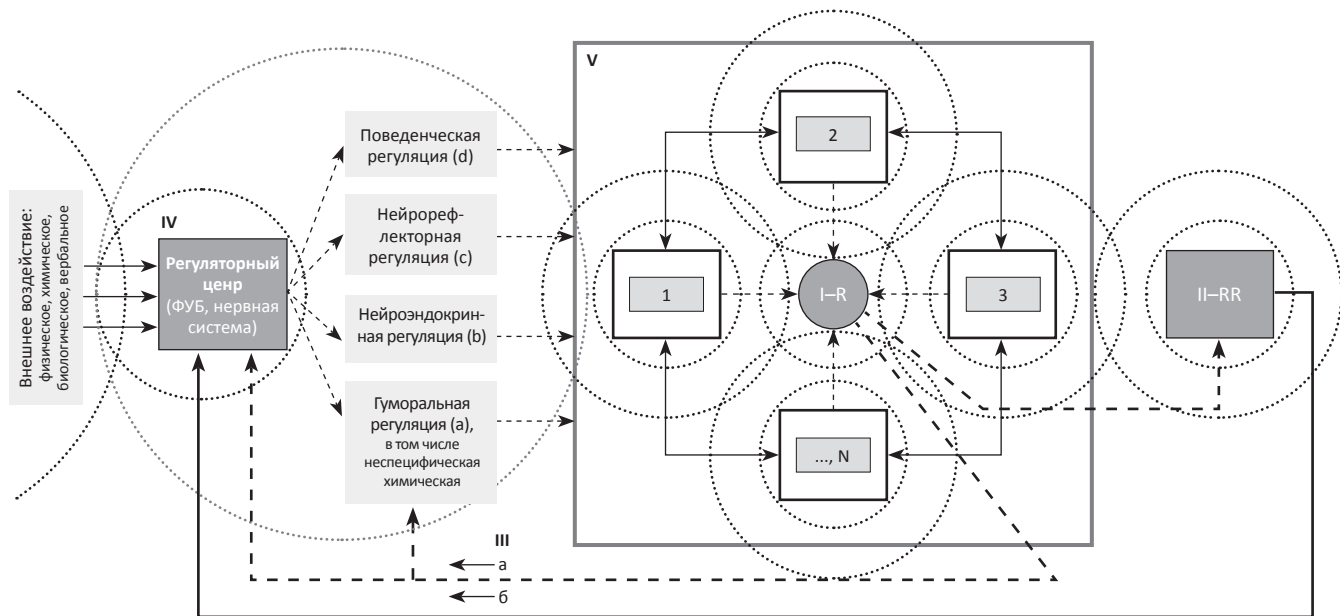 Внешнее воздействие:
физическое, химическое,
биологическое, вербальное
IV
Регуляторный
ценр
(ФУБ, нервная
система)
Поведенческая
регуляция (d)
Нейрореф-
лекторная
регуляция (c)
Нейроэндокрин-
ная регуляция (b)
Гуморальная
регуляция (a),
в том числе
неспецифическая
химическая
III
а
б
V
2
1
I–R
3
..., N
II–RR